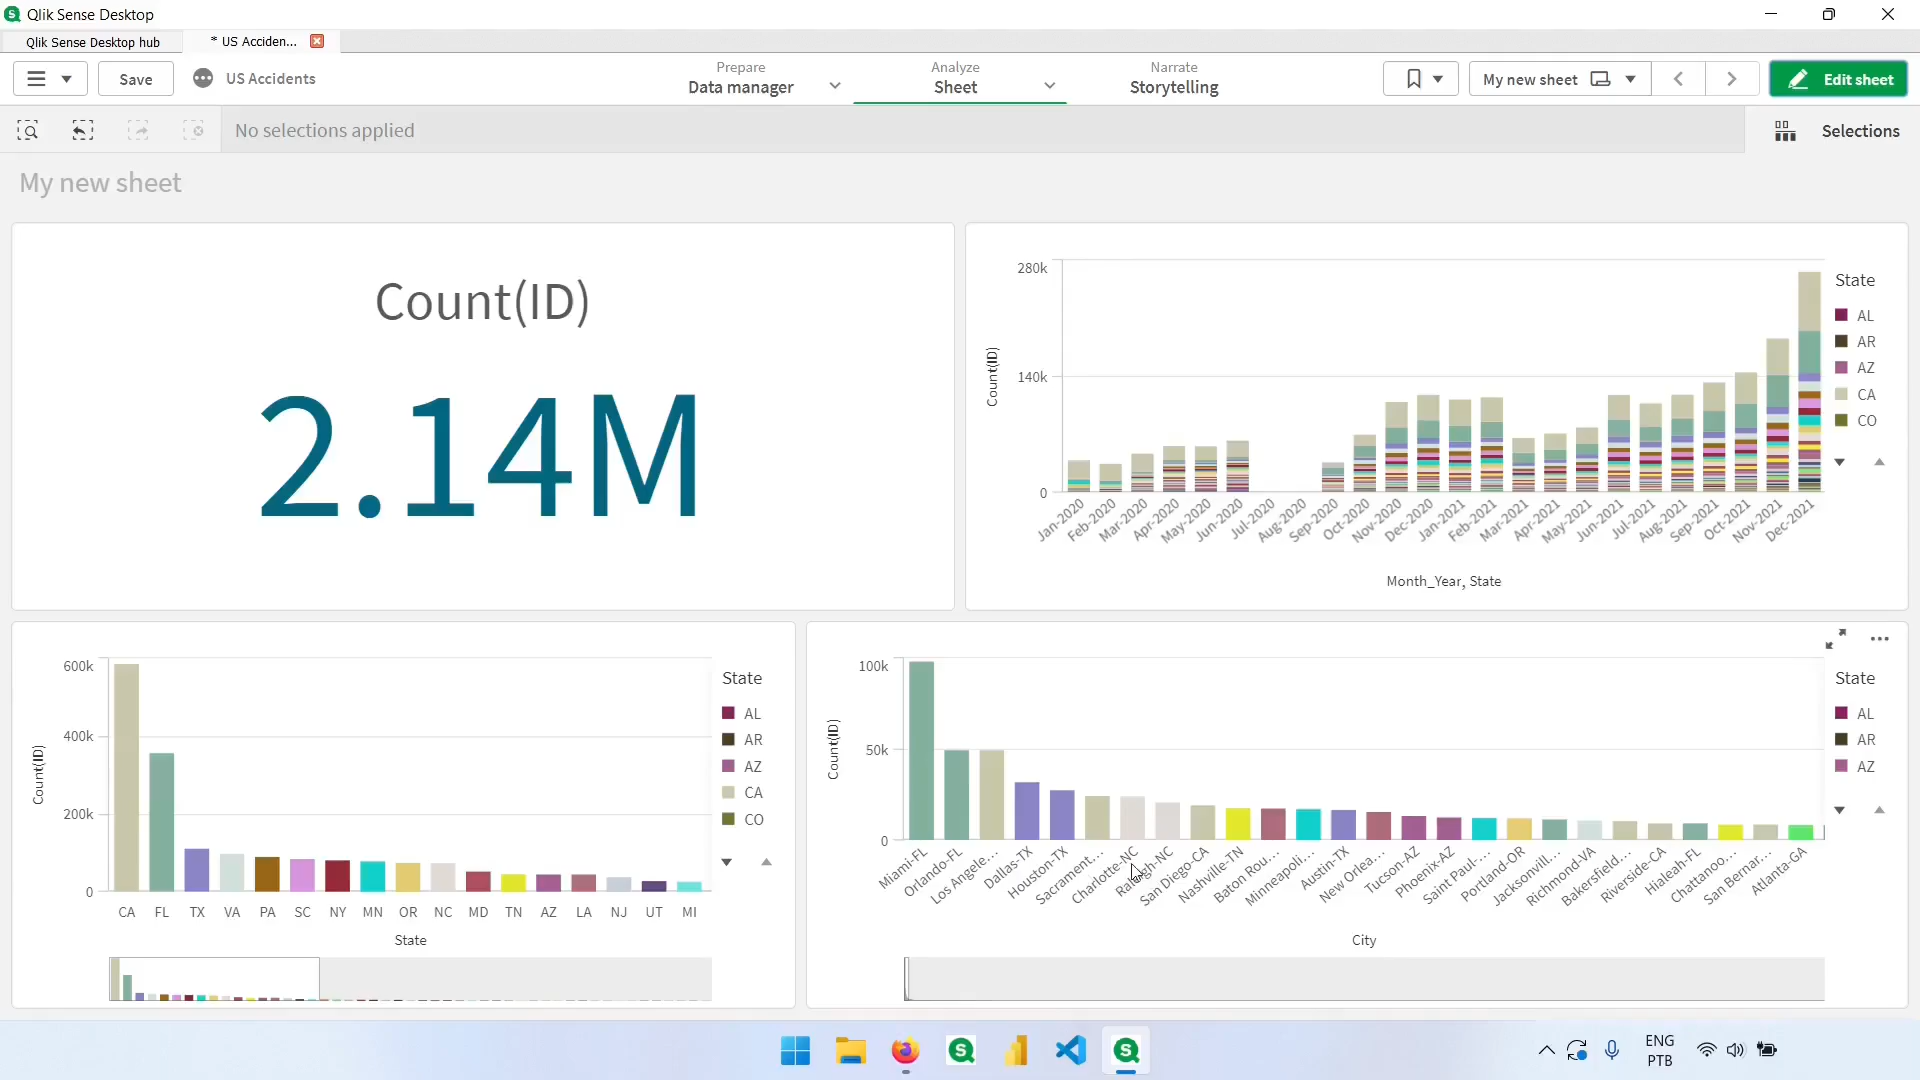 Qlik Sense Desktop
Qlik Sense Desktop hub
* US Acciden...
Save
US Accidents
Prepare
Data manager
Analyze
Sheet
Narrate
Storytelling
My new sheet
Edit sheet
No selections applied
Selections
My new sheet
Count(ID)
2.14M
Count(ID)
280k
140k
0
Jan-2020
Feb-2020
Mar-2020
Apr-2020
May-2020
Jun-2020
Jul-2020
Aug-2020
Sep-2020
Oct-2020
Nov-2020
Dec-2020
Jan-2021
Feb-2021
Mar-2021
Apr-2021
May-2021
Jun-2021
Jul-2021
Aug-2021
Sep-2021
Oct-2021
Nov-2021
Dec-2021
Month_Year, State
State
AL
AR
AZ
CA
CO
Count(ID)
600k
400k
200k
0
CA FL TX VA PA SC NY MN OR NC MD TN AZ LA NJ UT MI
State
State
AL
AR
AZ
CA
CO
Count(ID)
100k
50k
0
Miami-FL
Orlando-FL
Los Angele...
Dallas-TX
Houston-TX
Sacrament...
Charlotte-NC
Raleigh-NC
San Diego-CA
Nashville-TN
Baton Rou...
Minneapoli...
Austin-TX
New Orlea...
Tucson-AZ
Phoenix-AZ
Saint Paul-...
Portland-OR
Jacksonvill...
Richmond-VA
Bakersfield...
Riverside-CA
Hialeah-FL
Chattanoo...
San Bernar...
Atlanta-GA
City
State
AL
AR
AZ
ENG
PTB